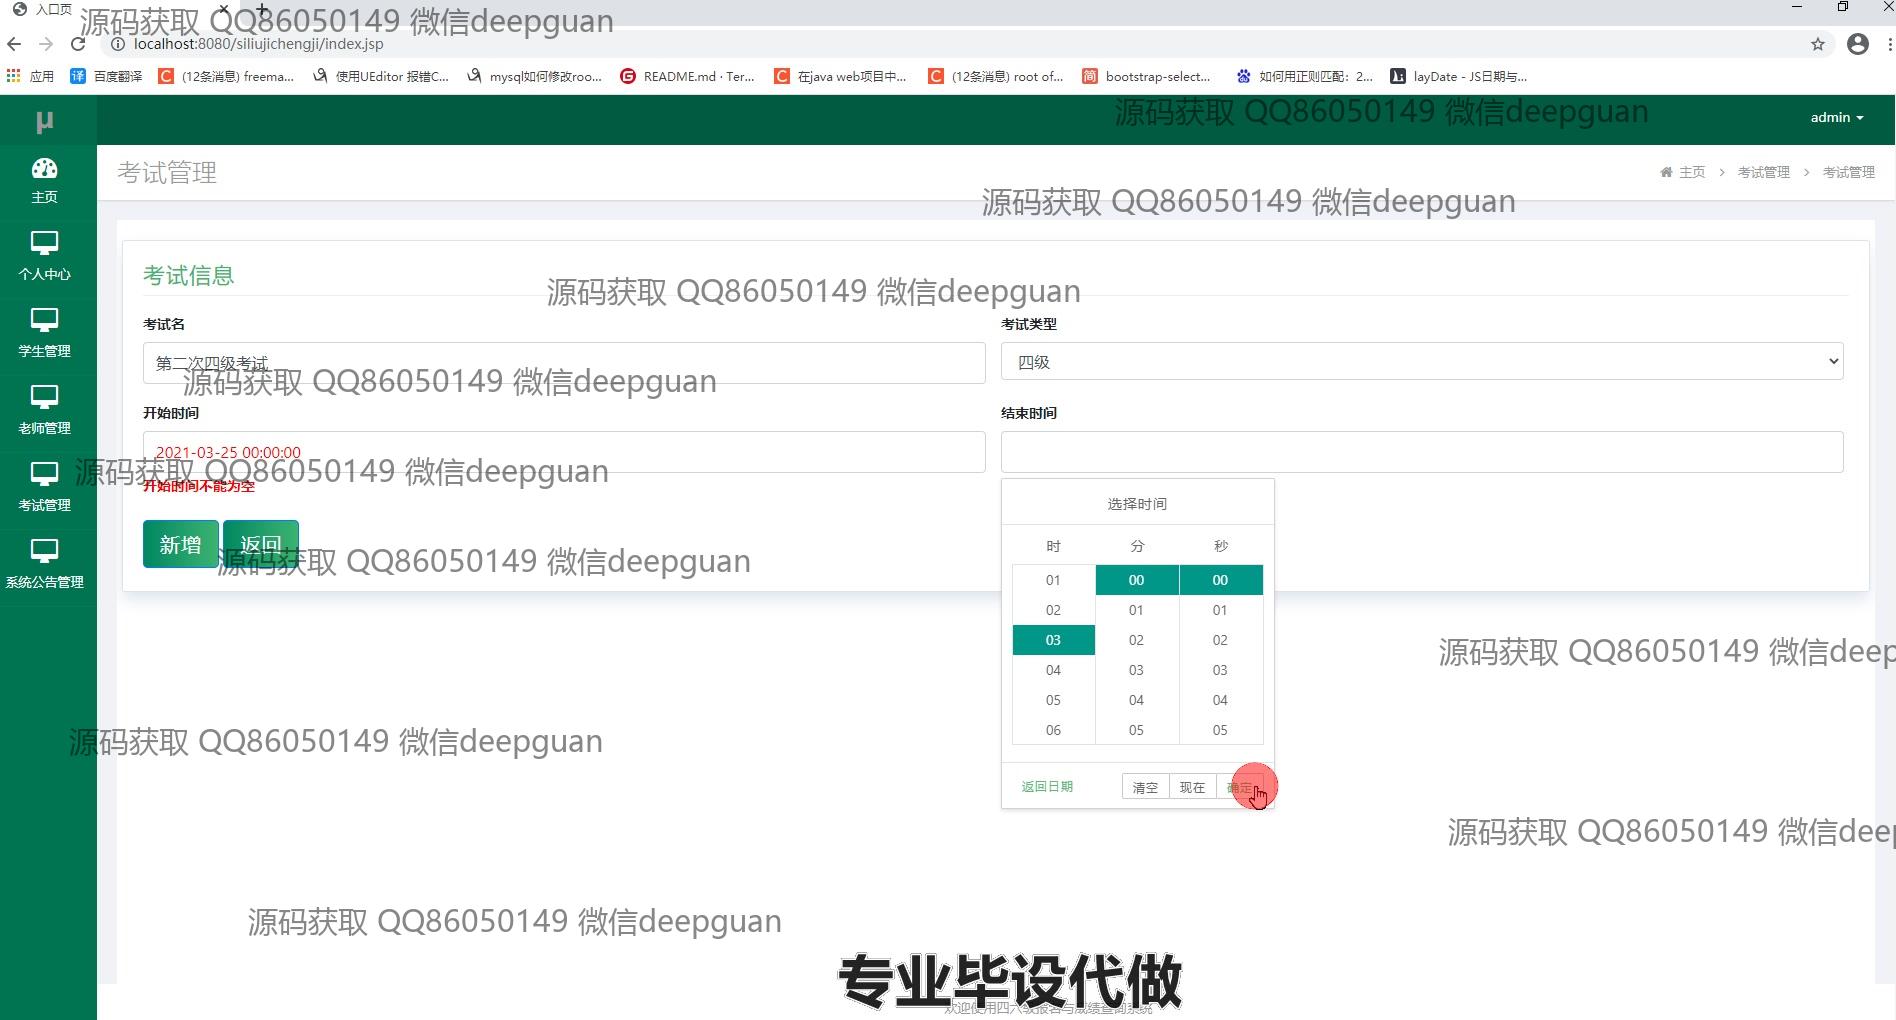 入口页
源码获取 QQ86050149 微信deepguan
localhost:8080/siliujichengji/index.jsp
应用 百度翻译 (12条消息) freema... 使用UEditor 报错C... mysql如何修改roo... README.md · Ter... 在java web项目中... (12条消息) root of... bootstrap-select... 如何用正则匹配：2... layDate - JS日期与...
μ
源码获取 QQ86050149 微信deepguan
admin
主页
考试管理
主页 > 考试管理 > 考试管理
源码获取 QQ86050149 微信deepguan
个人中心
考试信息
源码获取 QQ86050149 微信deepguan
考试名 考试类型
学生管理
第二次四级考试 四级
源码获取 QQ86050149 微信deepguan
开始时间 结束时间
老师管理
2021-03-25 00:00:00
源码获取 QQ86050149 微信deepguan
开始时间不能为空
考试管理
选择时间
新增 返回
时 分 秒
源码获取 QQ86050149 微信deepguan
系统公告管理
01 00 00
02 01 01
03 02 02
源码获取 QQ86050149 微信deep
04 03 03
05 04 04
06 05 05
源码获取 QQ86050149 微信deepguan
返回日期 清空 现在 确定
源码获取 QQ86050149 微信deep
源码获取 QQ86050149 微信deepguan
专业毕设代做
欢迎使用四六级报名与成绩查询系统